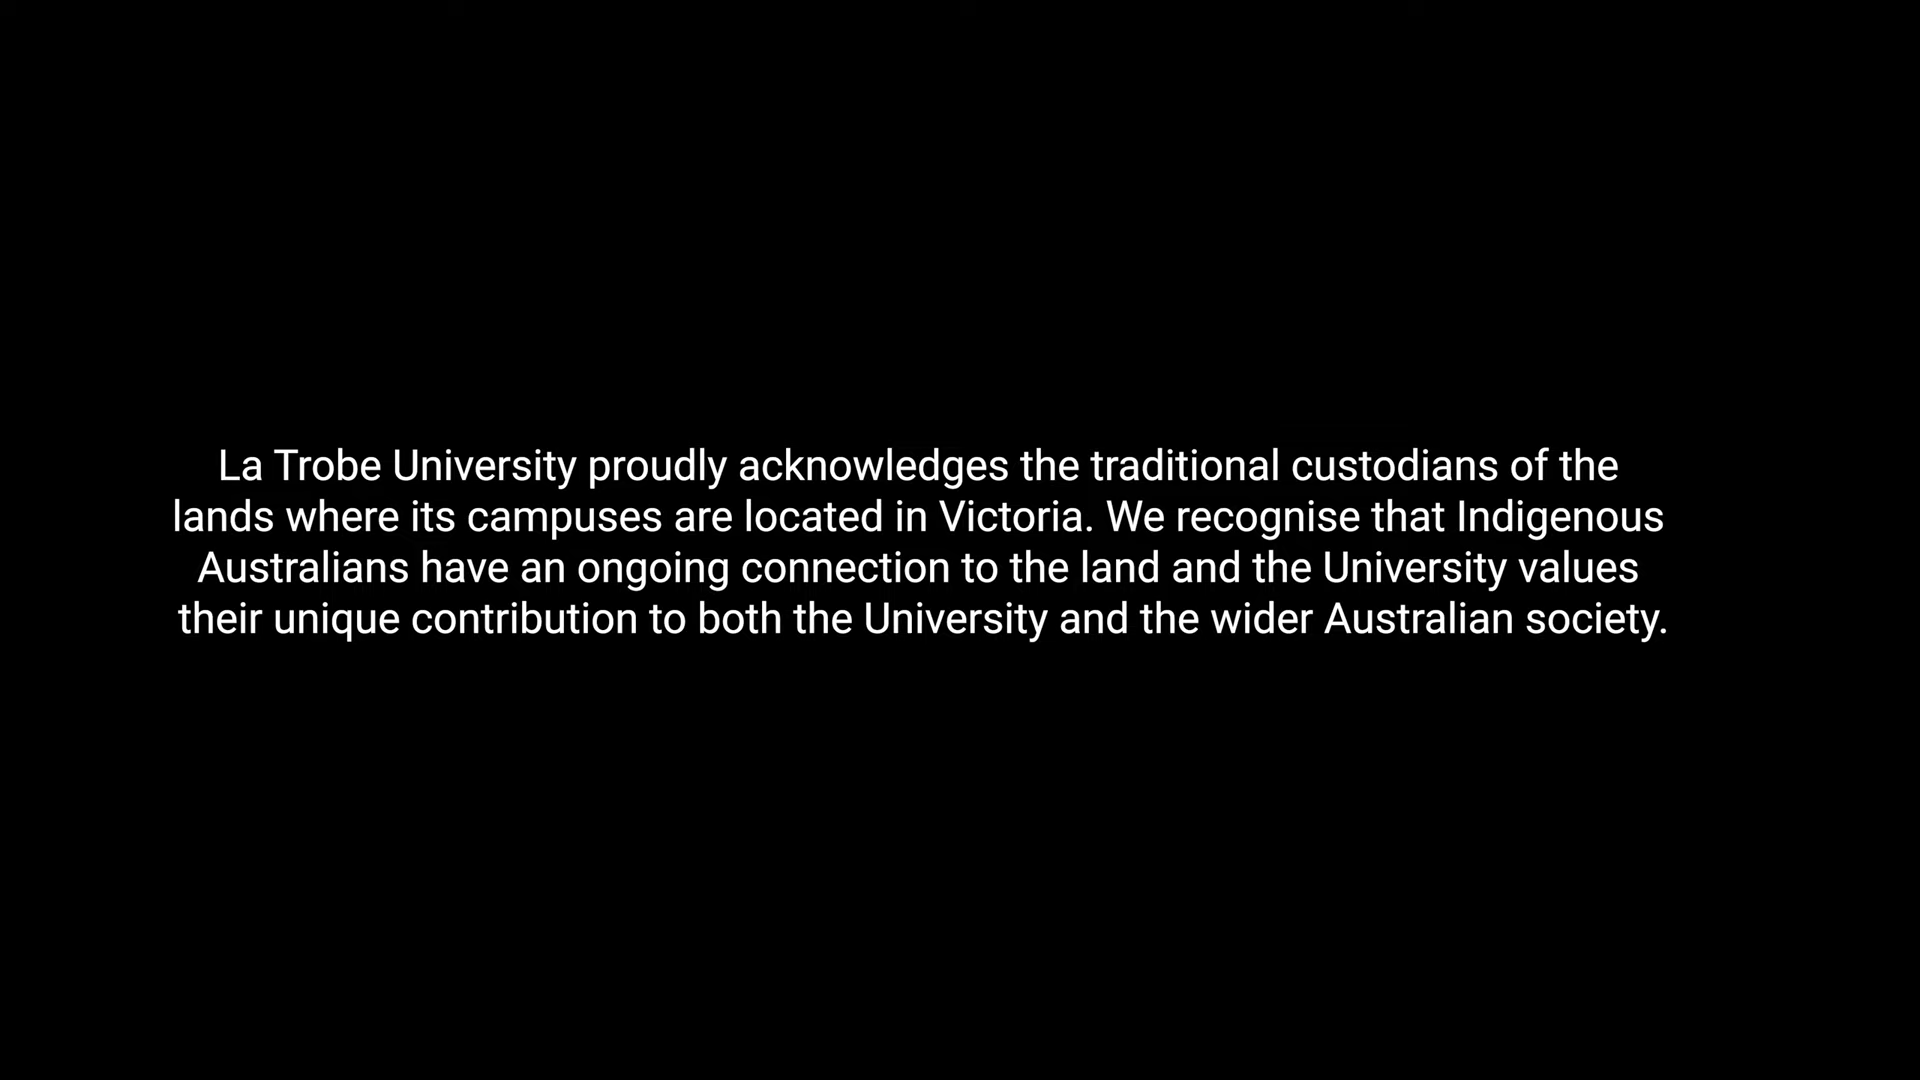 La Trobe University proudly acknowledges the traditional custodians of the
lands where its campuses are located in Victoria. We recognise that Indigenous
Australians have an ongoing connection to the land and the University values
their unique contribution to both the University and the wider Australian society.